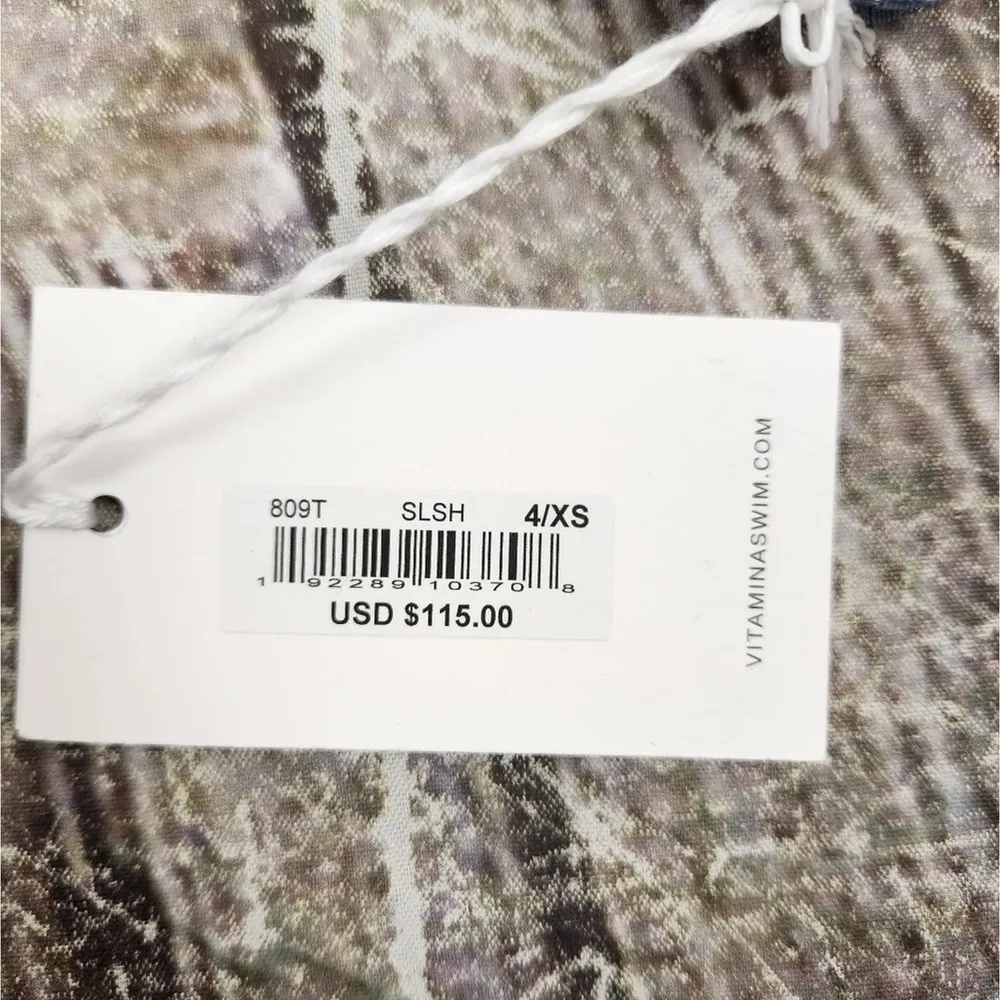 809T SLSH 4/XS
1 92289 10370 8
USD $115.00
VITAMINASWIM.COM